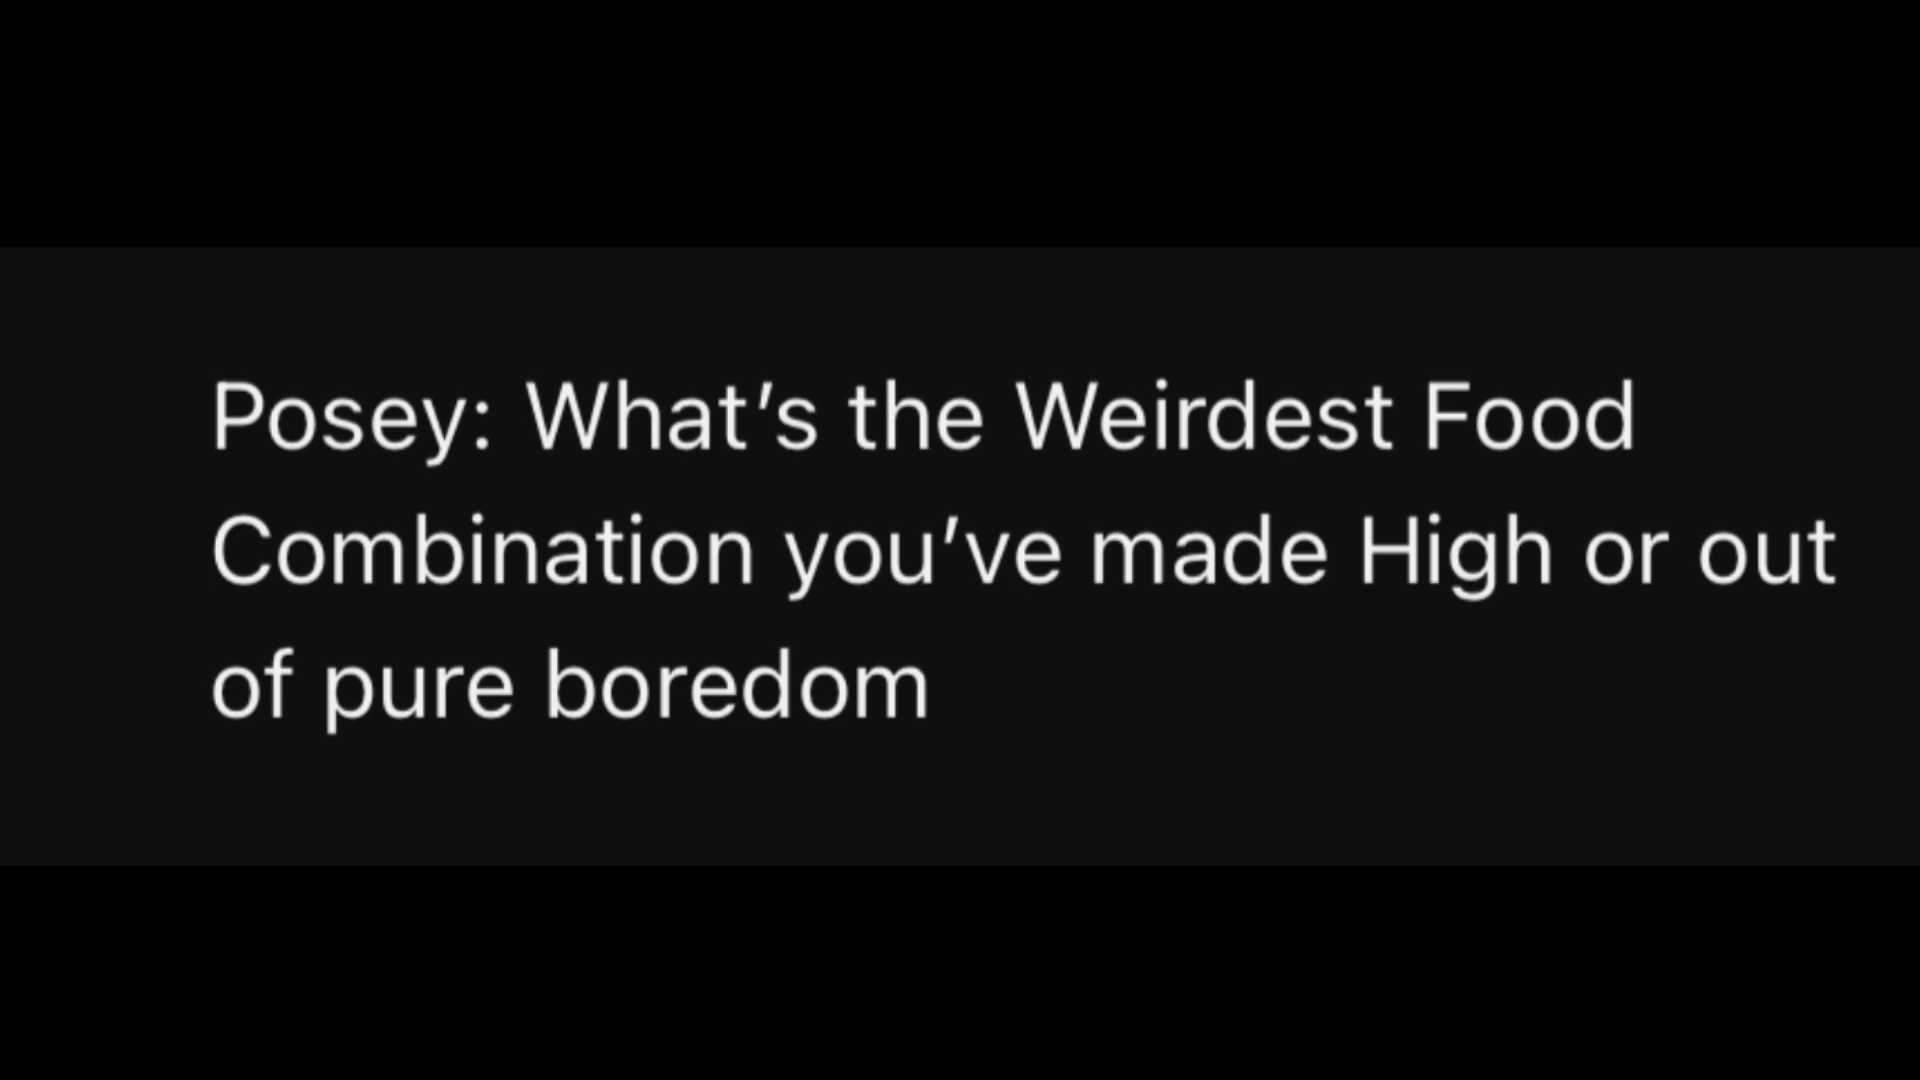 Posey: What’s the Weirdest Food
Combination you’ve made High or out
of pure boredom